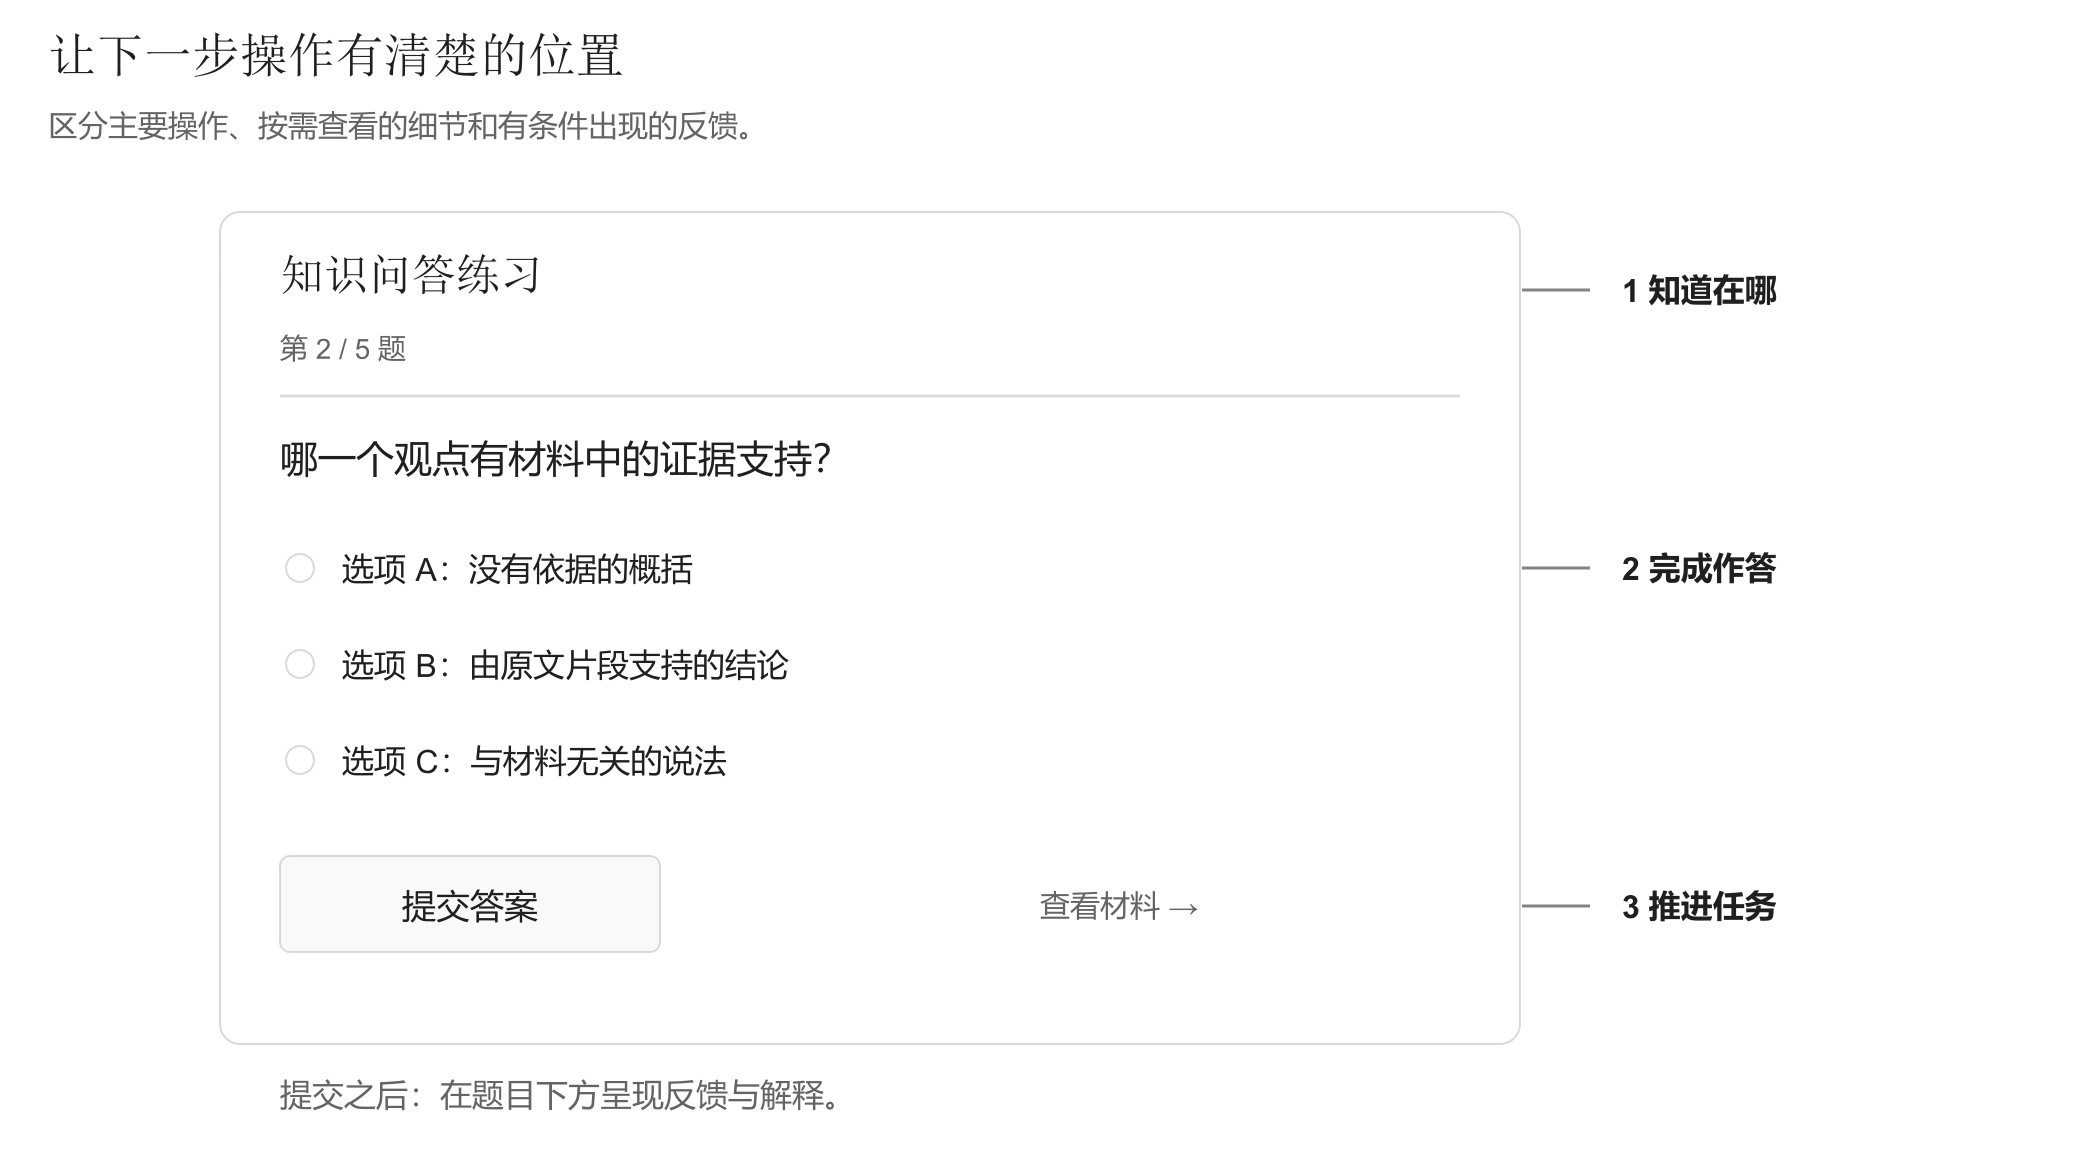 让下一步操作有清楚的位置
区分主要操作、按需查看的细节和有条件出现的反馈。
知识问答练习
1 知道在哪
第 2 / 5 题
哪一个观点有材料中的证据支持？
选项 A：没有依据的概括
2 完成作答
选项 B：由原文片段支持的结论
选项 C：与材料无关的说法
提交答案
查看材料 →
3 推进任务
提交之后：在题目下方呈现反馈与解释。